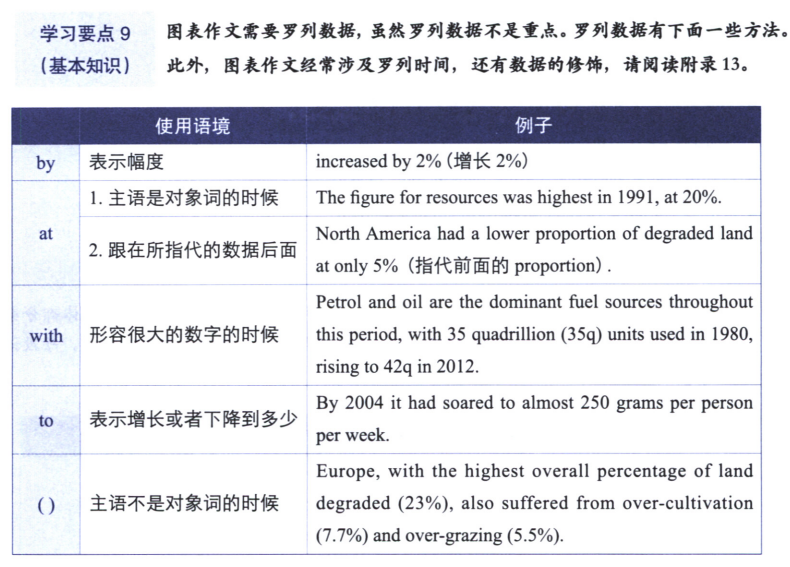 学习要点 9
(基本知识)
图表作文需要罗列数据，虽然罗列数据不是重点。罗列数据有下面一些方法。
此外，图表作文经常涉及罗列时间，还有数据的修饰，请阅读附录 13。
使用语境
例子
by
表示幅度
increased by 2% (增长 2%)
at
1. 主语是对象词的时候
The figure for resources was highest in 1991, at 20%.
2. 跟在所指代的数据后面
North America had a lower proportion of degraded land
at only 5% (指代前面的 proportion) .
with
形容很大的数字的时候
Petrol and oil are the dominant fuel sources throughout
this period, with 35 quadrillion (35q) units used in 1980,
rising to 42q in 2012.
to
表示增长或者下降到多少
By 2004 it had soared to almost 250 grams per person
per week.
( )
主语不是对象词的时候
Europe, with the highest overall percentage of land
degraded (23%), also suffered from over-cultivation
(7.7%) and over-grazing (5.5%).